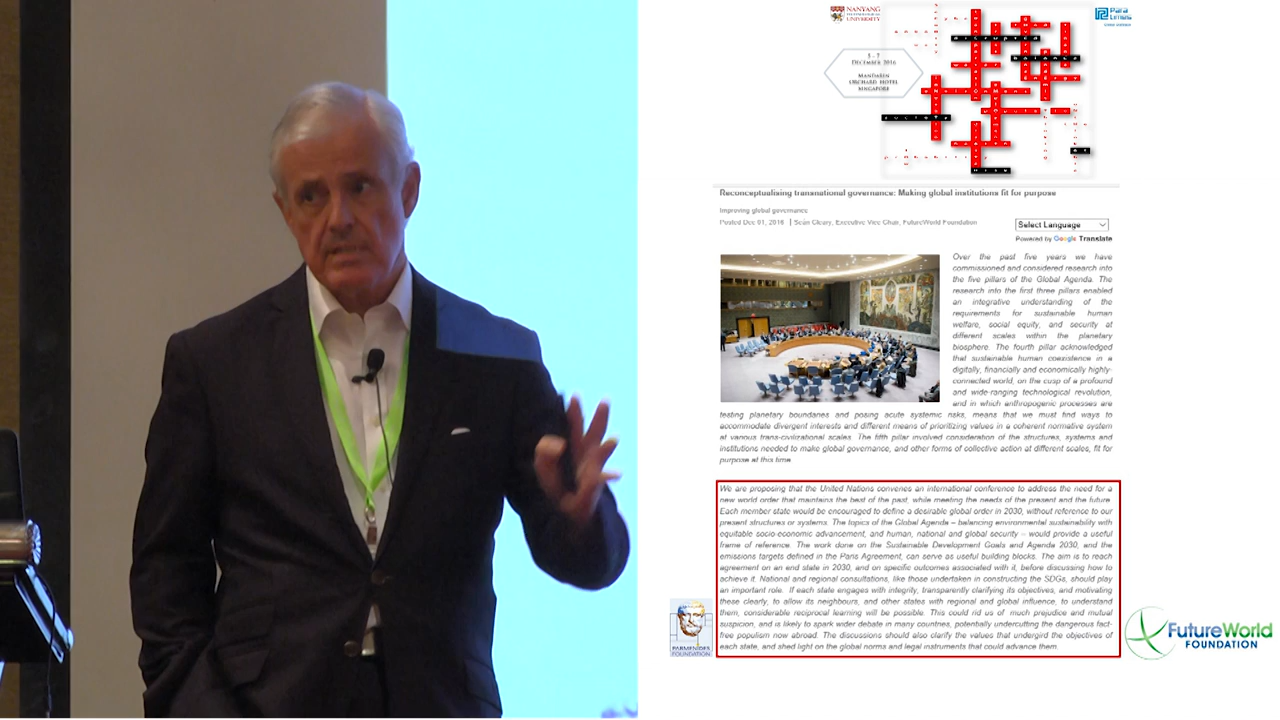 NANYANG
TECHNOLOGICAL
UNIVERSITY
Para
Limes
5 - 7
DECEMBER 2016
MANDARIN
ORCHARD HOTEL
SINGAPORE
disrupted
balance
water
energy
environment
society
health
Reconceptualising transnational governance: Making global institutions fit for purpose
Improving global governance
Posted Dec 01, 2016 | Seán Cleary, Executive Vice Chair, FutureWorld Foundation
Select Language
Powered by Google Translate
Over the past five years we have
commissioned and considered research into
the five pillars of the Global Agenda. The
research into the first three pillars enabled
an integrative understanding of the
requirements for sustainable human
welfare, social equity, and security at
different scales within the planetary
biosphere. The fourth pillar acknowledged
that sustainable human coexistence in a
digitally, financially and economically highly-
connected world, on the cusp of a profound
and wide-ranging technological revolution,
and in which anthropogenic processes are
testing planetary boundaries and posing acute systemic risks, means that we must find ways to
accommodate divergent interests and different means of prioritizing values in a coherent normative system
at various trans-civilizational scales. The fifth pillar involved consideration of the structures, systems and
institutions needed to make global governance, and other forms of collective action at different scales, fit for
purpose at this time.
We are proposing that the United Nations convenes an international conference to address the need for a
new world order that maintains the best of the past, while meeting the needs of the present and the future.
Each member state would be encouraged to define a desirable global order in 2030, without reference to our
present structures or systems. The topics of the Global Agenda – balancing environmental sustainability with
equitable socio-economic advancement, and human, national and global security – would provide a useful
frame of reference. The work done on the Sustainable Development Goals and Agenda 2030, and the
emissions targets defined in the Paris Agreement, can serve as useful building blocks. The aim is to reach
agreement on an end state in 2030, and on specific outcomes associated with it, before discussing how to
achieve it. National and regional consultations, like those undertaken in constructing the SDGs, should play
an important role. If each state engages with integrity, transparently clarifying its objectives, and motivating
these clearly, to allow its neighbours, and other states with regional and global influence, to understand
them, considerable reciprocal learning will be possible. This could rid us of much prejudice and mutual
suspicion, and is likely to spark wider debate in many countries, potentially undercutting the dangerous fact-
free populism now abroad. The discussions should also clarify the values that undergird the objectives of
each state, and shed light on the global norms and legal instruments that could advance them.
PARMENIDES
FOUNDATION
FutureWorld
FOUNDATION